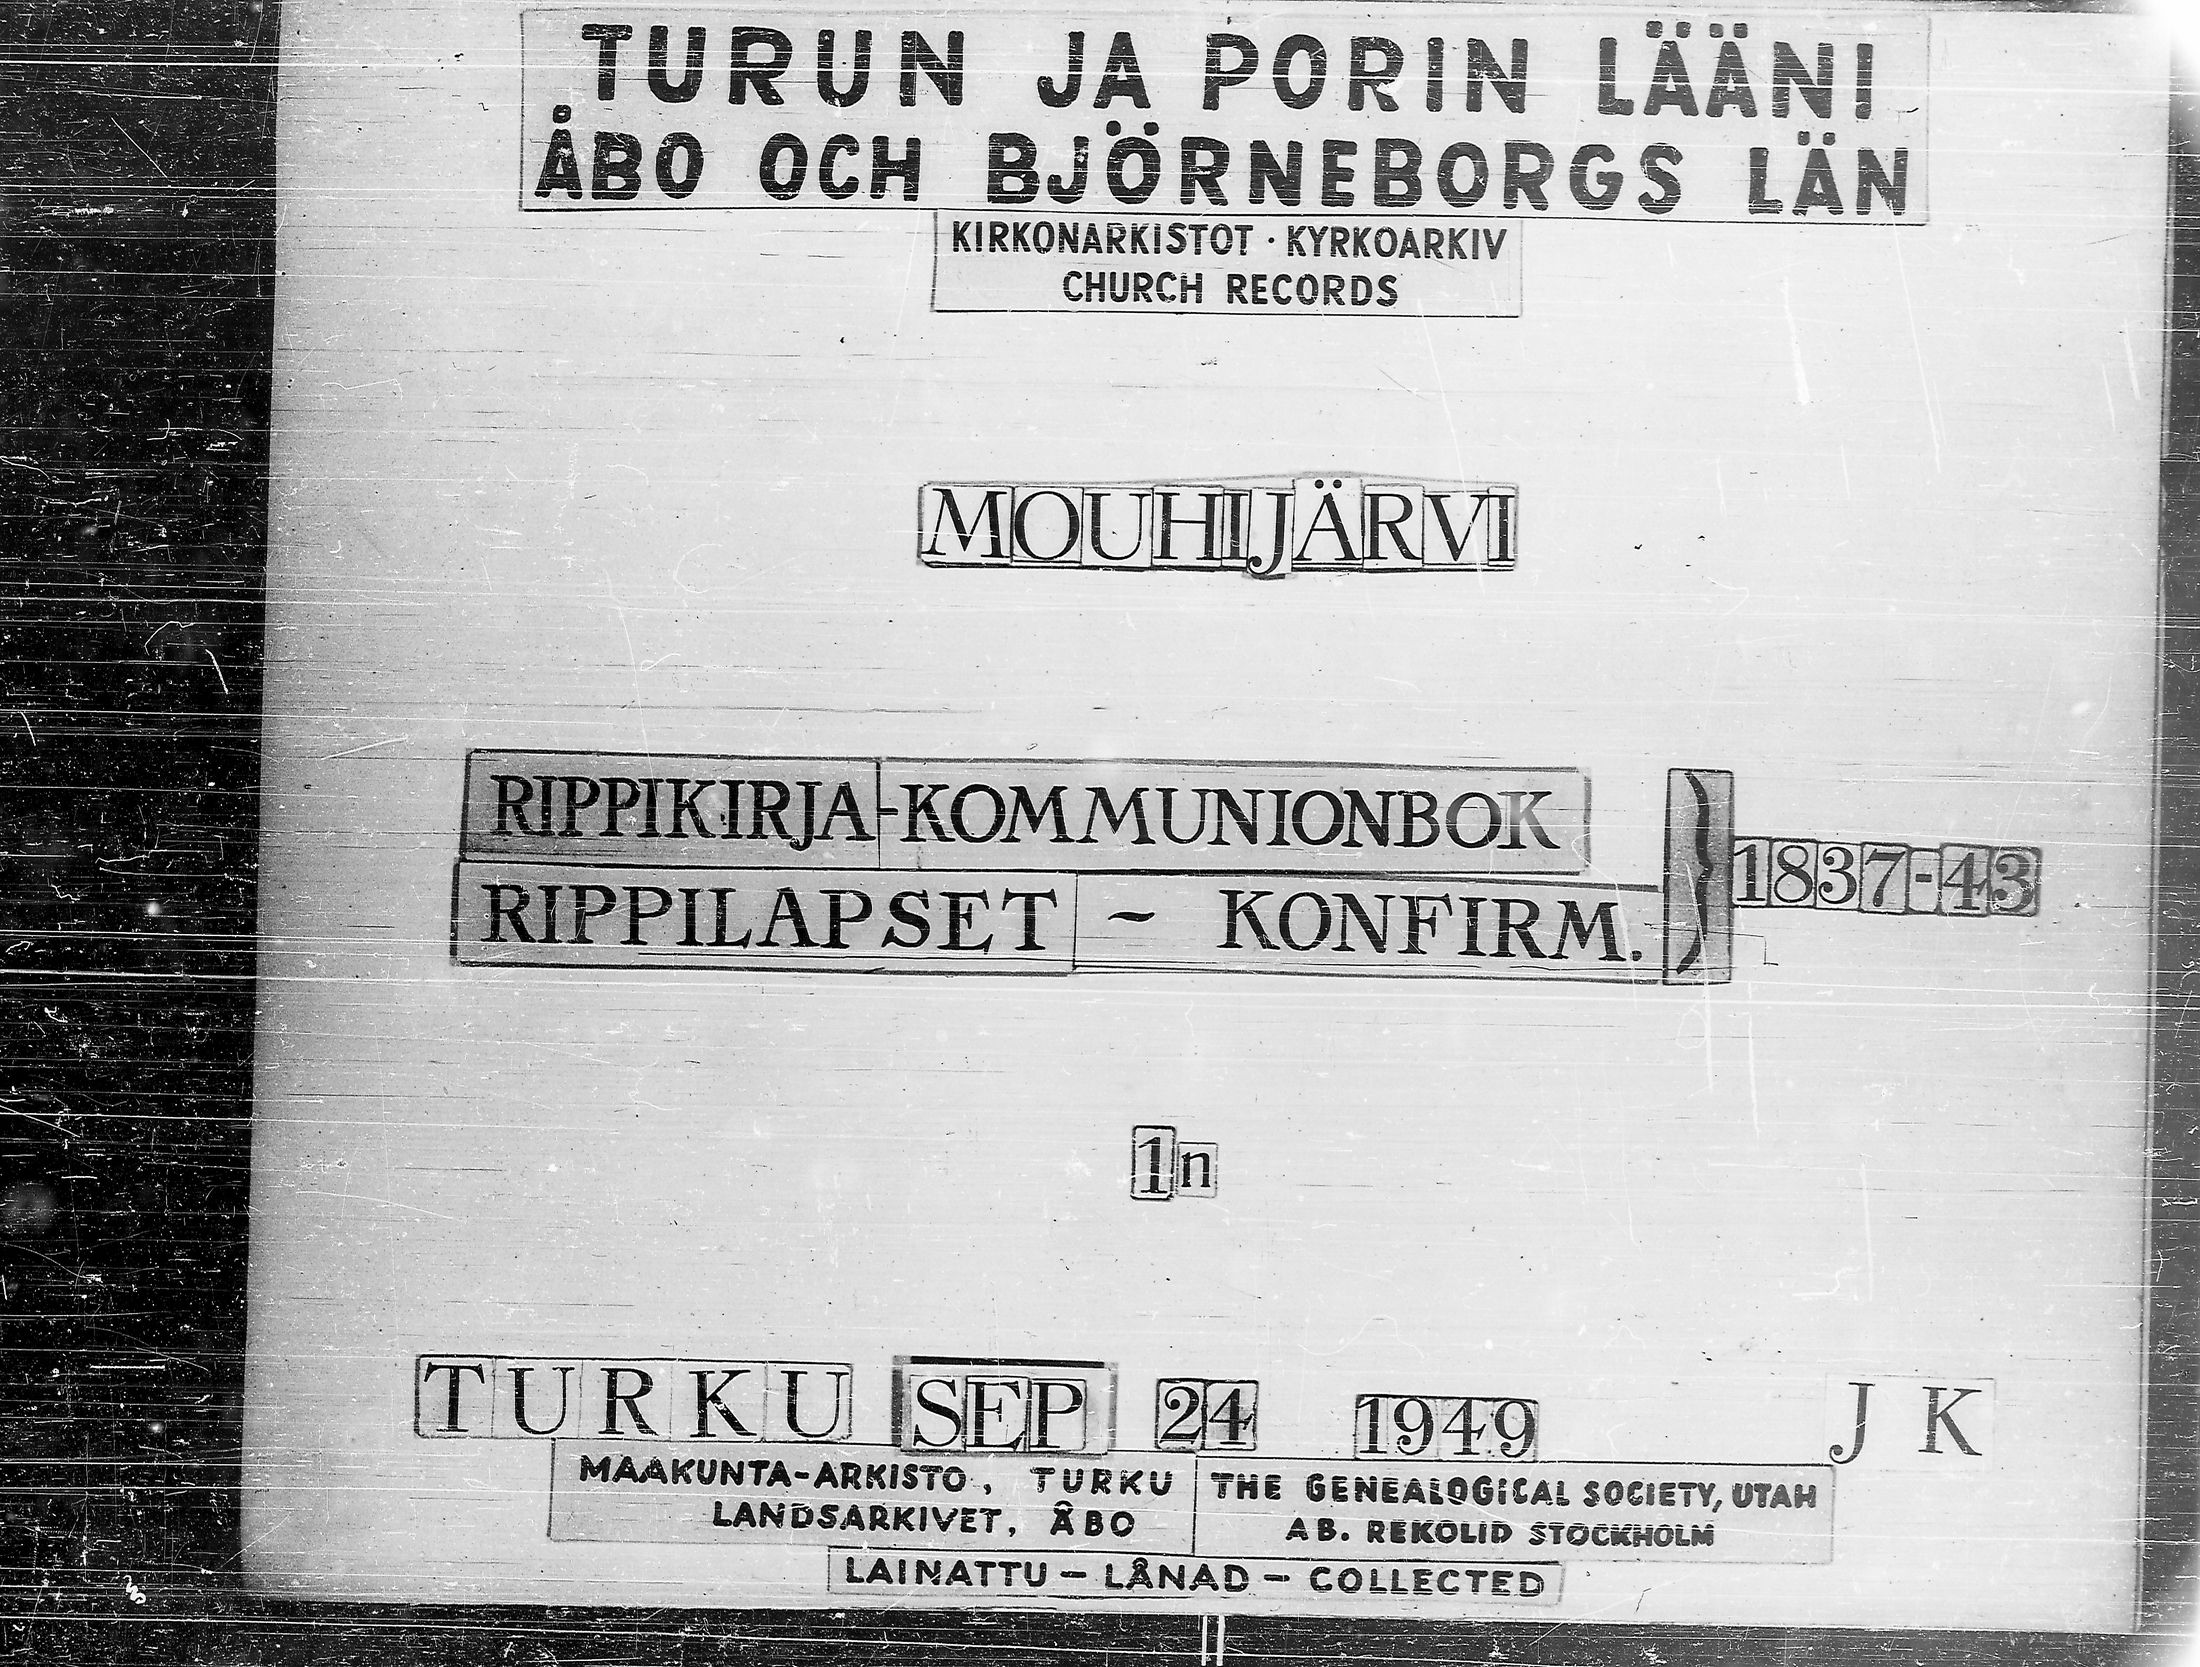 TURUN JA PORIN LÄÄNI
ÅBO OCH BJÖRNEBORGS LÄN
KIRKONARKISTOT · KYRKOARKIV
CHURCH RECORDS
MOUHIJÄRVI
RIPPIKIRJA-KOMMUNIONBOK
RIPPILAPSET - KONFIRM. } 1837-43
1n
TURKU SEP 24 1949 JK
MAAKUNTA-ARKISTO, TURKU
LANDSARKIVET, ÅBO
THE GENEALOGICAL SOCIETY, UTAH
AB. REKOLID STOCKHOLM
LAINATTU - LÅNAD - COLLECTED